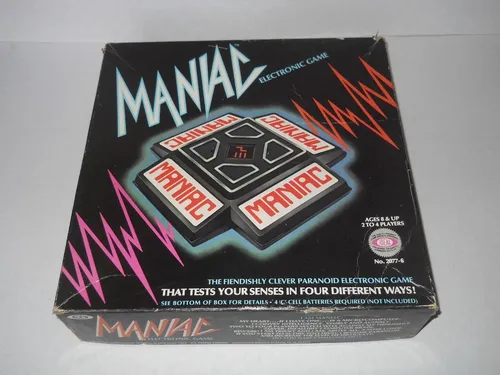 MANIAC
ELECTRONIC GAME
MANIAC
MANIAC
MANIAC
MANIAC
AGES 8 & UP
2 TO 4 PLAYERS
IDEAL
No. 2077-6
THE FIENDISHLY CLEVER PARANOID ELECTRONIC GAME
THAT TESTS YOUR SENSES IN FOUR DIFFERENT WAYS!
SEE BOTTOM OF BOX FOR DETAILS • 4 'C' CELL BATTERIES REQUIRED (NOT INCLUDED)
MANIAC
ELECTRONIC GAME